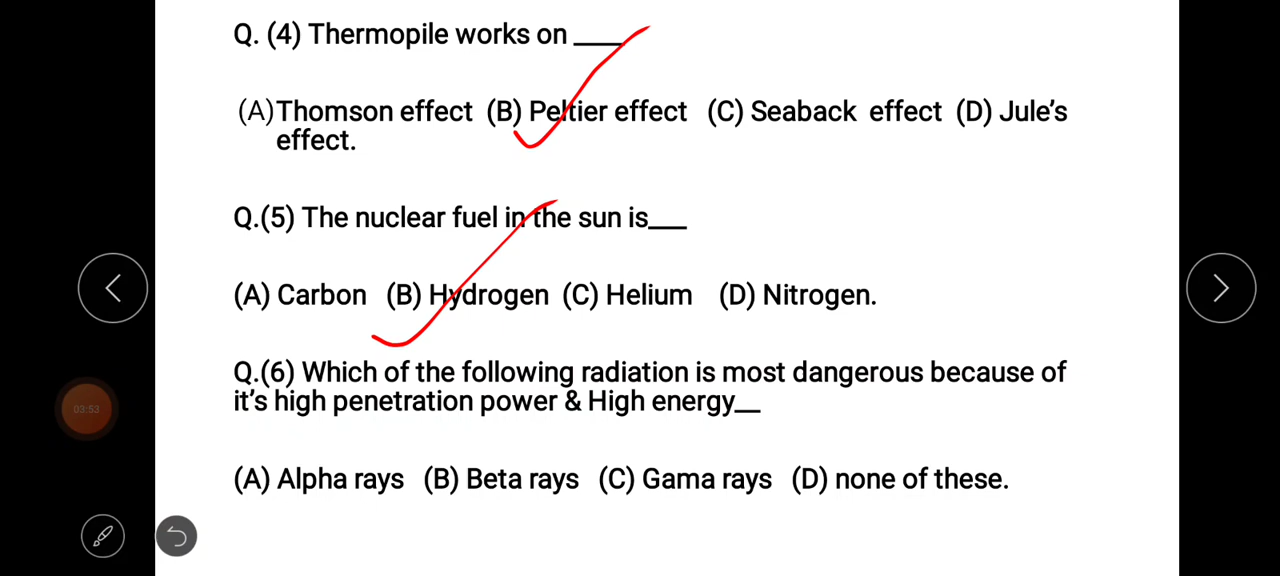 Q. (4) Thermopile works on ____
(A)Thomson effect (B) Peltier effect (C) Seaback effect (D) Jule's
effect.
Q.(5) The nuclear fuel in the sun is___
(A) Carbon (B) Hydrogen (C) Helium (D) Nitrogen.
Q.(6) Which of the following radiation is most dangerous because of
it's high penetration power & High energy__
03:53
(A) Alpha rays (B) Beta rays (C) Gama rays (D) none of these.